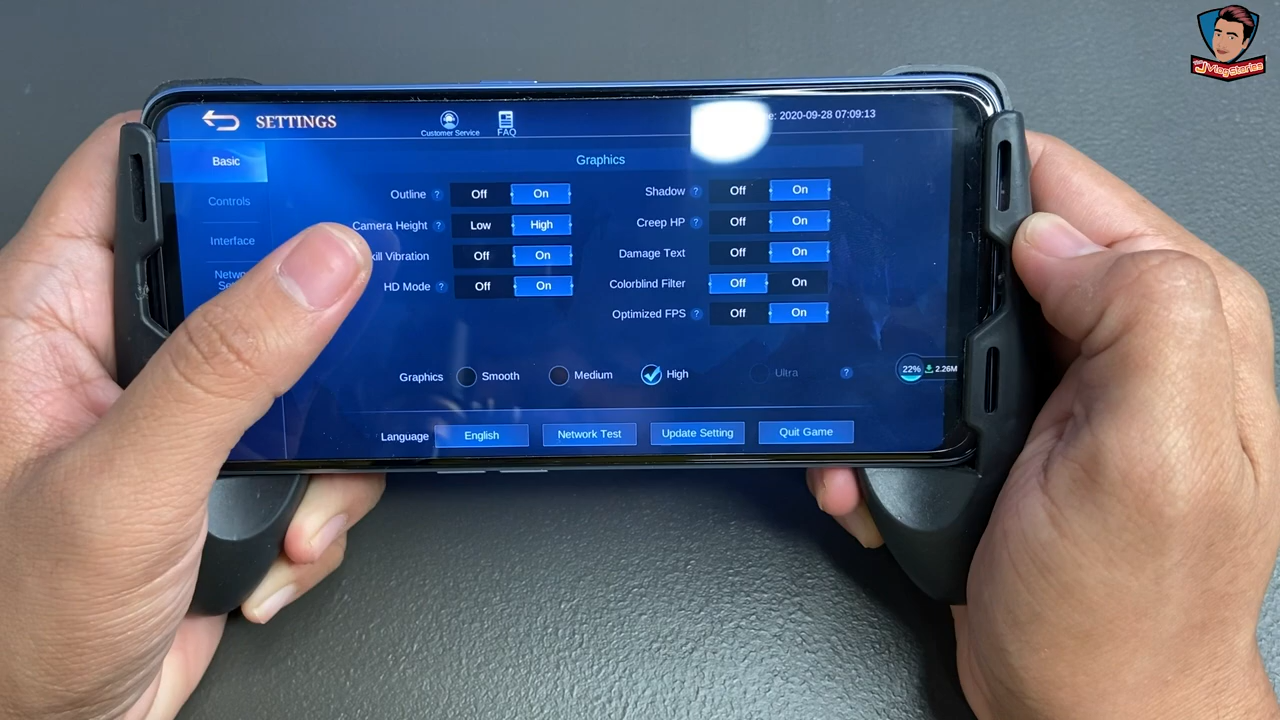 SETTINGS
Customer Service
FAQ
2020-09-28 07:09:13
Basic
Controls
Interface
Graphics
Outline ? Off On
Camera Height ? Low High
Vibration Off On
HD Mode ? Off On
Shadow ? Off On
Creep HP ? Off On
Damage Text Off On
Colorblind Filter Off On
Optimized FPS ? Off On
Graphics Smooth Medium High Ultra ?
22% 2.26M
Language English Network Test Update Setting Quit Game
J Vlog Stories